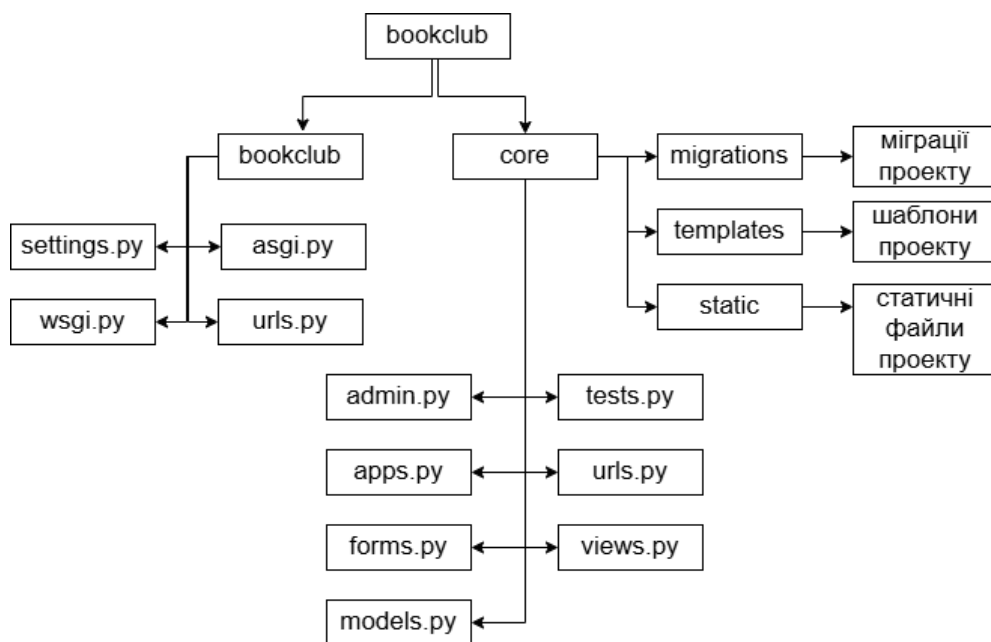 bookclub
bookclub
core
migrations
міграції
проекту
settings.py
asgi.py
templates
шаблони
проекту
wsgi.py
urls.py
static
статичні
файли
проекту
admin.py
tests.py
apps.py
urls.py
forms.py
views.py
models.py